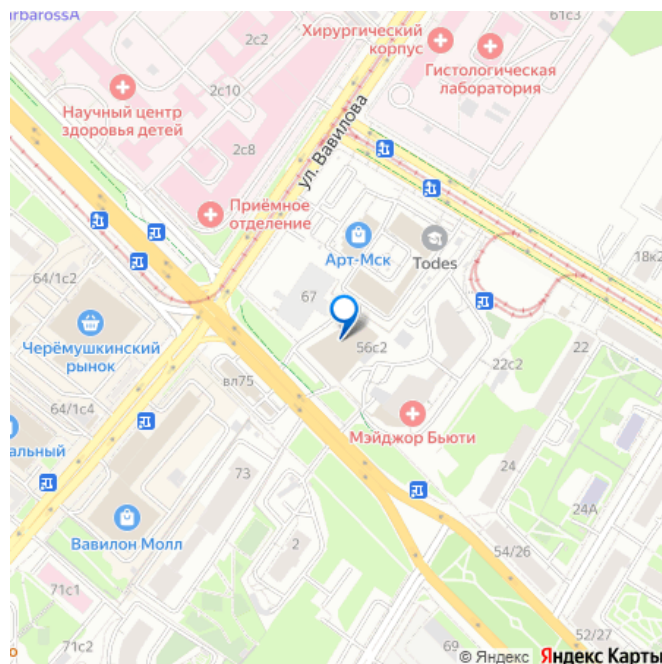 arbarossA
Хирургический
корпус
61с3
Гистологическая
лаборатория
2с2
2с10
Научный центр
здоровья детей
2с8
ул. Вавилова
Приёмное
отделение
Арт-Мск
Todes
18к2
64/1с2
67
Черёмушкинский
рынок
56с2
22
22с2
вл75
64/1с4
Мэйджор Бьюти
альный
24
73
24А
Вавилон Молл
2
54/26
71с1
71с2
69
52/27
о
© Яндекс Яндекс Карты